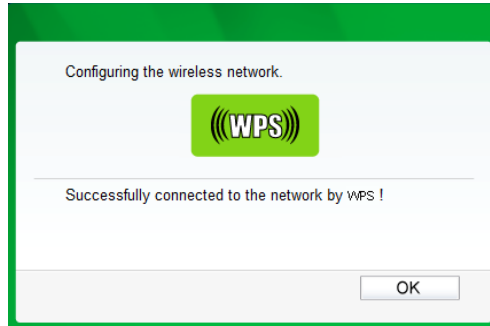 Configuring the wireless network.
(((WPS)))
Successfully connected to the network by WPS !
OK